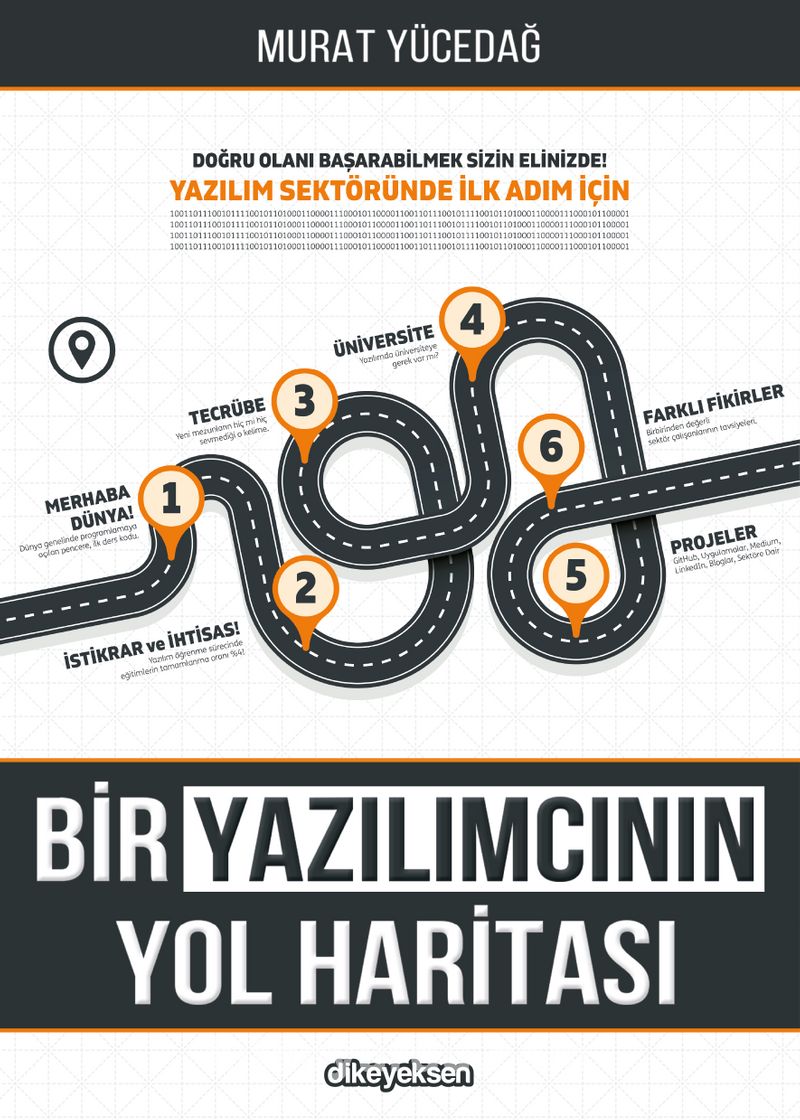 MURAT YÜCEDAĞ
DOĞRU OLANI BAŞARABİLMEK SİZİN ELİNİZDE!
YAZILIM SEKTÖRÜNDE İLK ADIM İÇİN
4
ÜNİVERSİTE
Yazılımda üniversiteye
gerek var mı?
3
TECRÜBE
Yeni mezunların hiç mi hiç
sevmediği o kelime.
FARKLI FİKİRLER
Birbirinden değerli
sektör çalışanlarının tavsiyeleri.
6
1
MERHABA
DÜNYA!
Dünya genelinde programlamaya
açılan pencere, ilk ders kodu.
PROJELER
GitHub, Uygulamalar, Medium,
LinkedIn, Bloglar, Sektöre Dair
5
2
İSTİKRAR ve İHTİSAS!
Yazılım öğrenme sürecinde
eğitimlerin tamamlanma oranı %4!
BİR YAZILIMCININ
YOL HARİTASI
dikeyeksen